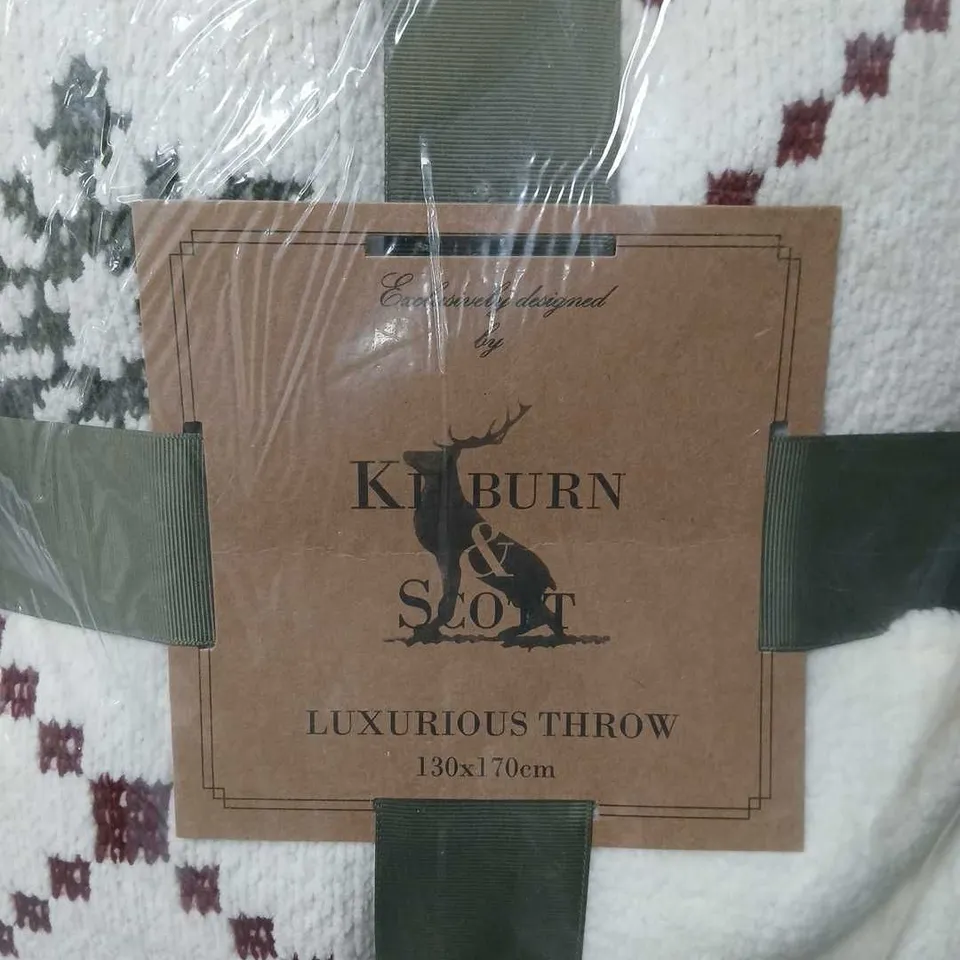 Exclusively designed
by
KILBURN
&
SCOTT
LUXURIOUS THROW
130x170cm